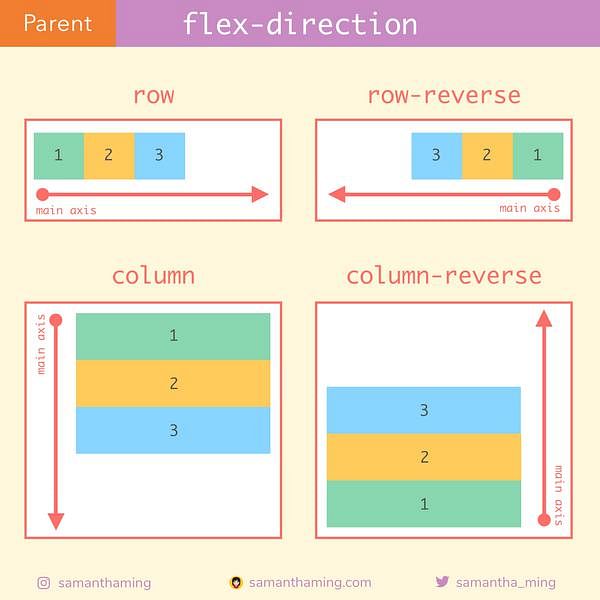 Parent
flex-direction
row
1 2 3
main axis
row-reverse
3 2 1
main axis
column
main axis
1
2
3
column-reverse
3
2
1
main axis
samanthaming
samanthaming.com
samantha_ming